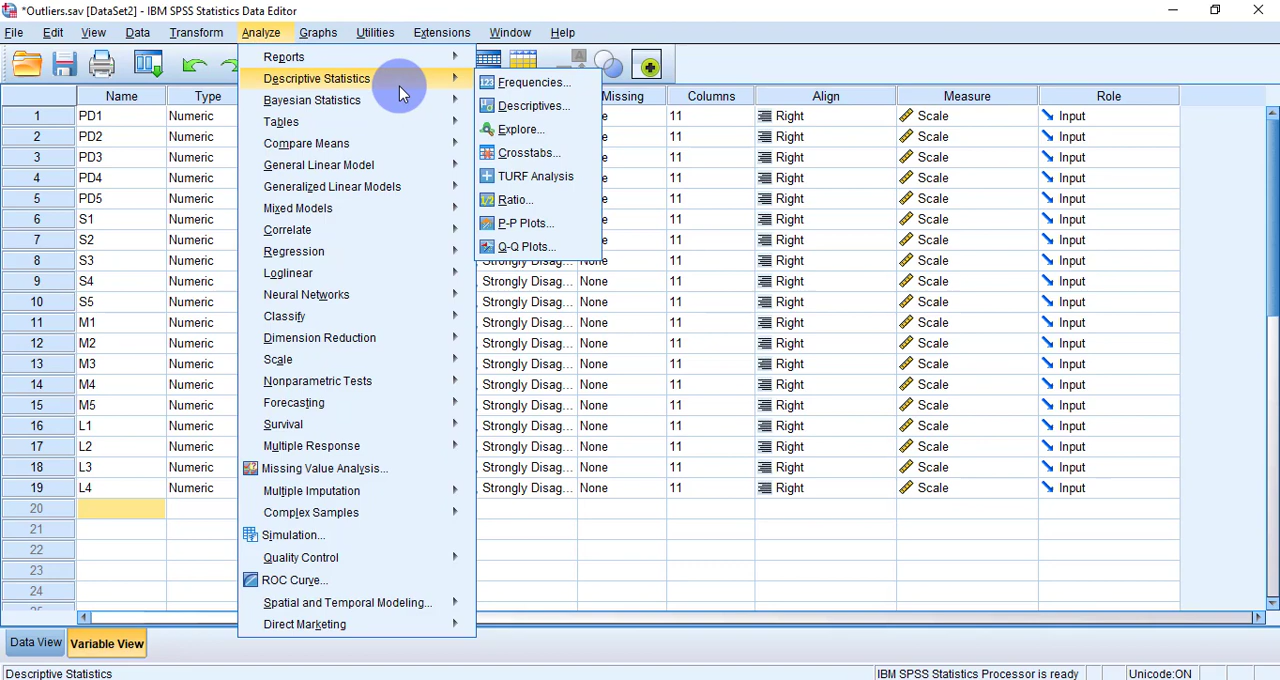 *Outliers.sav [DataSet2] - IBM SPSS Statistics Data Editor
File Edit View Data Transform Analyze Graphs Utilities Extensions Window Help
Reports
Descriptive Statistics
Bayesian Statistics
Tables
Compare Means
General Linear Model
Generalized Linear Models
Mixed Models
Correlate
Regression
Loglinear
Neural Networks
Classify
Dimension Reduction
Scale
Nonparametric Tests
Forecasting
Survival
Multiple Response
Missing Value Analysis...
Multiple Imputation
Complex Samples
Simulation...
Quality Control
ROC Curve...
Spatial and Temporal Modeling...
Direct Marketing
Frequencies...
Descriptives...
Explore...
Crosstabs...
TURF Analysis
Ratio...
P-P Plots...
Q-Q Plots...
Name Type Missing Columns Align Measure Role
1 PD1 Numeric 11 Right Scale Input
2 PD2 Numeric 11 Right Scale Input
3 PD3 Numeric 11 Right Scale Input
4 PD4 Numeric 11 Right Scale Input
5 PD5 Numeric 11 Right Scale Input
6 S1 Numeric 11 Right Scale Input
7 S2 Numeric 11 Right Scale Input
8 S3 Numeric Strongly Disag... None 11 Right Scale Input
9 S4 Numeric Strongly Disag... None 11 Right Scale Input
10 S5 Numeric Strongly Disag... None 11 Right Scale Input
11 M1 Numeric Strongly Disag... None 11 Right Scale Input
12 M2 Numeric Strongly Disag... None 11 Right Scale Input
13 M3 Numeric Strongly Disag... None 11 Right Scale Input
14 M4 Numeric Strongly Disag... None 11 Right Scale Input
15 M5 Numeric Strongly Disag... None 11 Right Scale Input
16 L1 Numeric Strongly Disag... None 11 Right Scale Input
17 L2 Numeric Strongly Disag... None 11 Right Scale Input
18 L3 Numeric Strongly Disag... None 11 Right Scale Input
19 L4 Numeric Strongly Disag... None 11 Right Scale Input
20
21
22
23
24
Data View Variable View
Descriptive Statistics IBM SPSS Statistics Processor is ready Unicode:ON